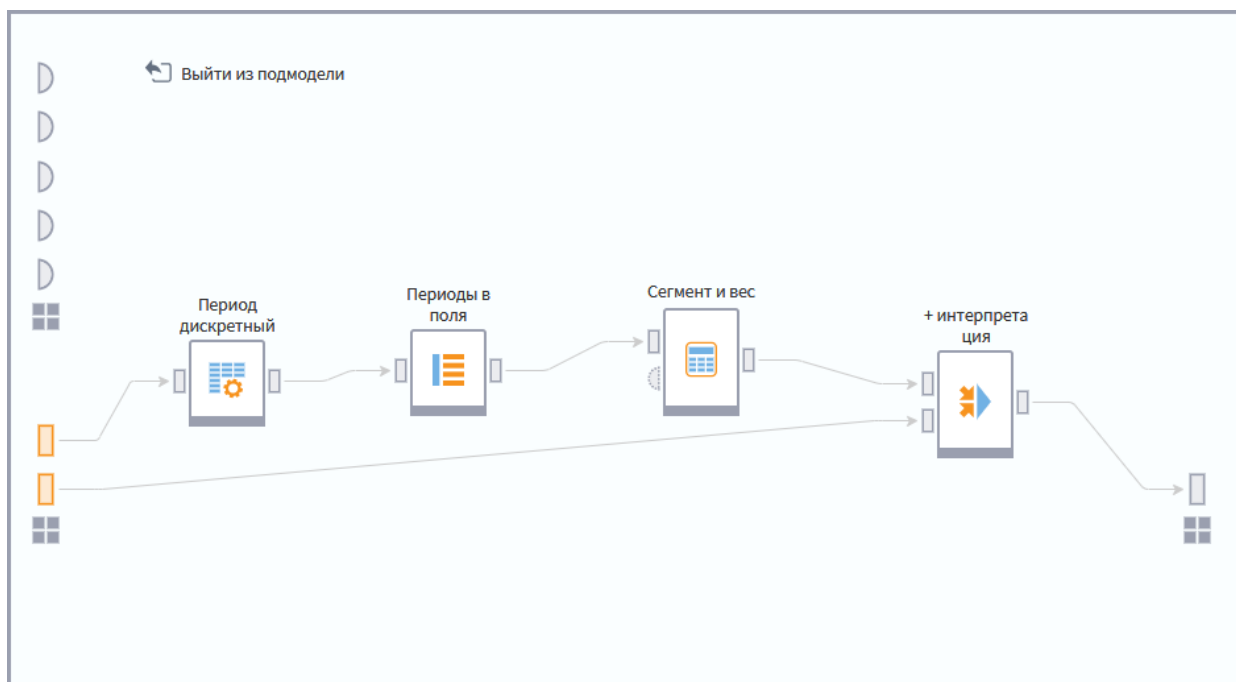 Выйти из подмодели
Период
дискретный
Периоды в
поля
Сегмент и вес
+ интерпрета
ция